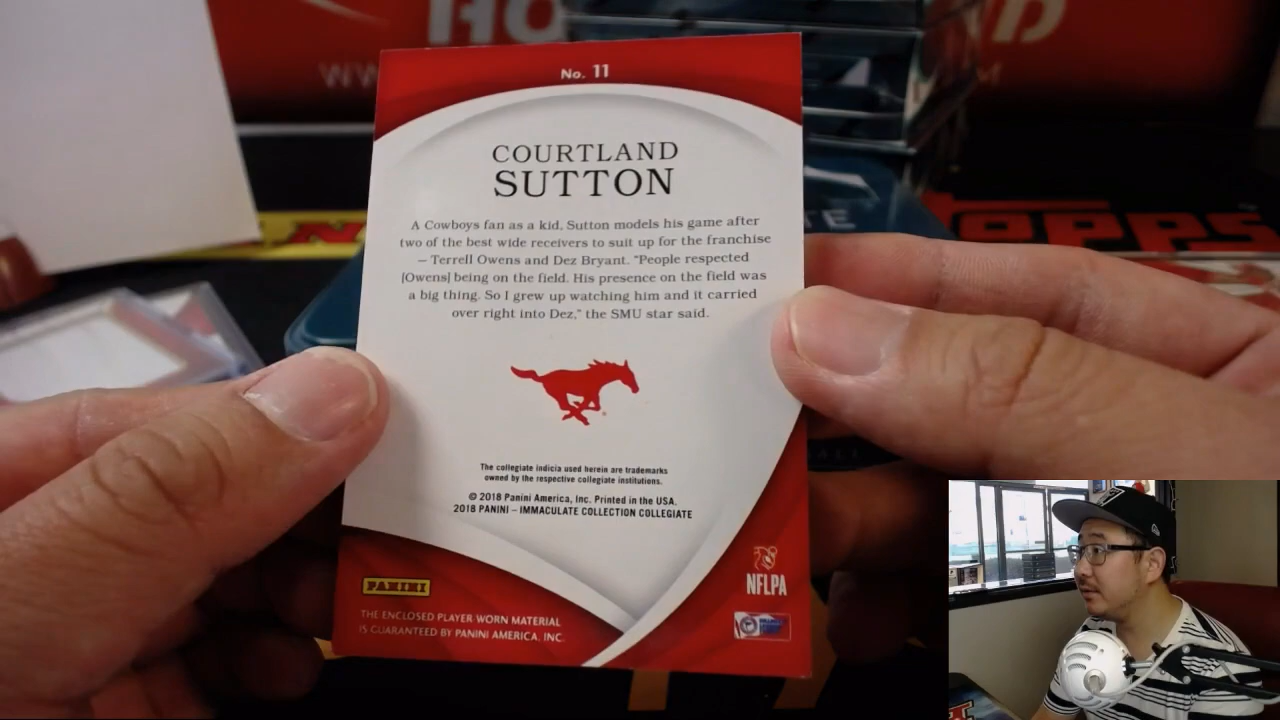 No. 11
COURTLAND
SUTTON
A Cowboys fan as a kid, Sutton models his game after
two of the best wide receivers to suit up for the franchise
— Terrell Owens and Dez Bryant. "People respected
[Owens] being on the field. His presence on the field was
a big thing. So I grew up watching him and it carried
over right into Dez," the SMU star said.
The collegiate indicia used herein are trademarks
owned by the respective collegiate institutions.
© 2018 Panini America, Inc. Printed in the USA.
2018 PANINI – IMMACULATE COLLECTION COLLEGIATE
PANINI
NFLPA
THE ENCLOSED PLAYER WORN MATERIAL
IS GUARANTEED BY PANINI AMERICA, INC.
TOPPS